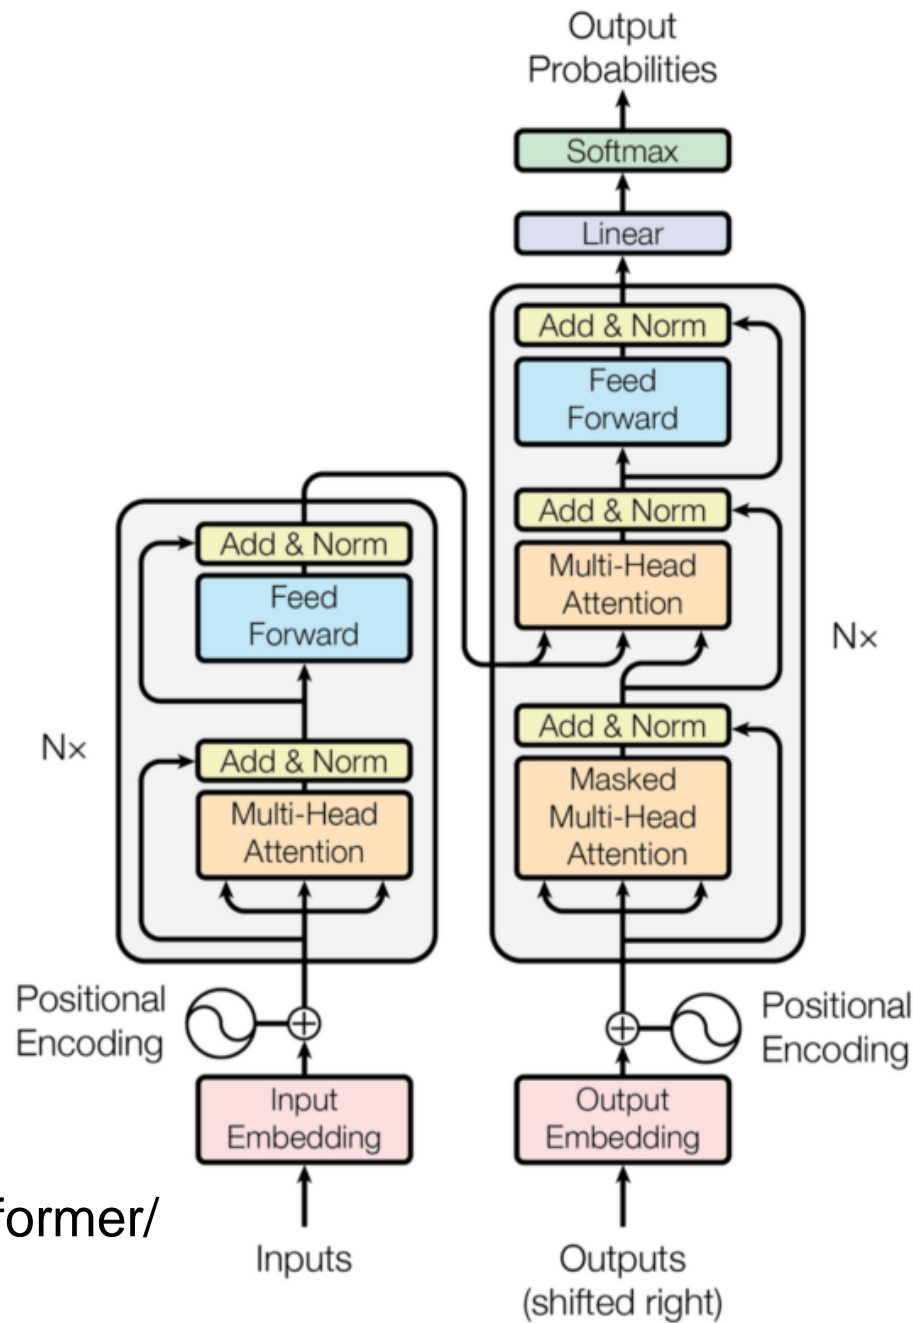 Output
Probabilities
Softmax
Linear
Add & Norm
Feed
Forward
Add & Norm
Multi-Head
Attention
Add & Norm
Masked
Multi-Head
Attention
Nx
Add & Norm
Feed
Forward
Add & Norm
Multi-Head
Attention
Nx
Positional
Encoding
Positional
Encoding
Input
Embedding
Output
Embedding
former/
Inputs
Outputs
(shifted right)